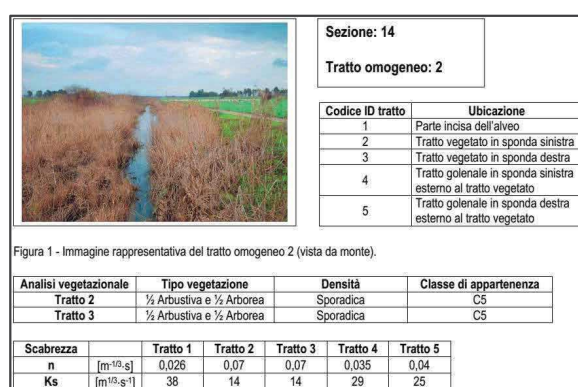 Sezione: 14
Tratto omogeneo: 2
Codice ID tratto Ubicazione
1 Parte incisa dell'alveo
2 Tratto vegetato in sponda sinistra
3 Tratto vegetato in sponda destra
4 Tratto golenale in sponda sinistra
esterno al tratto vegetato
5 Tratto golenale in sponda destra
esterno al tratto vegetato
Figura 1 - Immagine rappresentativa del tratto omogeneo 2 (vista da monte).
Analisi vegetazionale Tipo vegetazione Densità Classe di appartenenza
Tratto 2 ½ Arbustiva e ½ Arborea Sporadica C5
Tratto 3 ½ Arbustiva e ½ Arborea Sporadica C5
Scabrezza Tratto 1 Tratto 2 Tratto 3 Tratto 4 Tratto 5
n [m⁻¹ᐟ³·s] 0,026 0,07 0,07 0,035 0,04
Ks [m¹ᐟ³·s⁻¹] 38 14 14 29 25